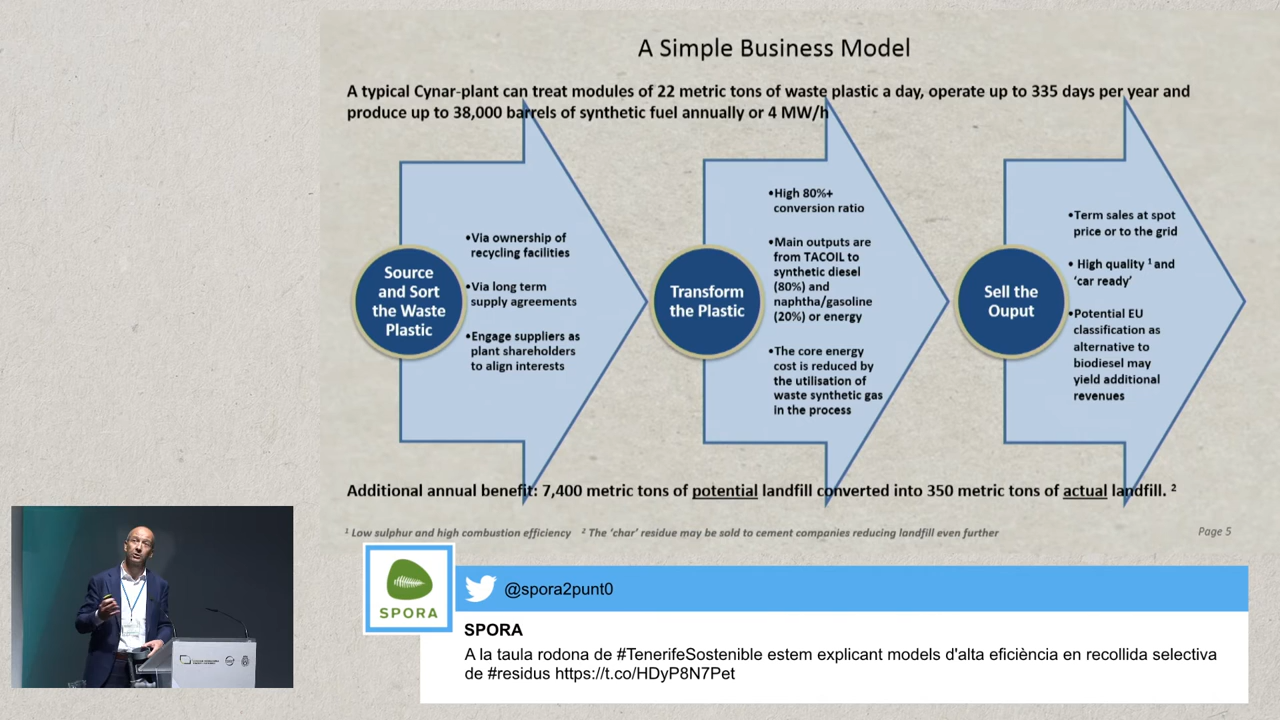 A Simple Business Model
A typical Cynar-plant can treat modules of 22 metric tons of waste plastic a day, operate up to 335 days per year and
produce up to 38,000 barrels of synthetic fuel annually or 4 MW/h
Source
and Sort
the Waste
Plastic
•Via ownership of
recycling facilities
•Via long term
supply agreements
•Engage suppliers as
plant shareholders
to align interests
Transform
the Plastic
•High 80%+
conversion ratio
•Main outputs are
from TACOIL to
synthetic diesel
(80%) and
naphtha/gasoline
(20%) or energy
•The core energy
cost is reduced by
the utilisation of
waste synthetic gas
in the process
Sell the
Ouput
•Term sales at spot
price or to the grid
• High quality ¹ and
‘car ready’
•Potential EU
classification as
alternative to
biodiesel may
yield additional
revenues
Additional annual benefit: 7,400 metric tons of potential landfill converted into 350 metric tons of actual landfill. ²
¹ Low sulphur and high combustion efficiency ² The ‘char’ residue may be sold to cement companies reducing landfill even further
Page 5
SPORA
@spora2punt0
SPORA
A la taula rodona de #TenerifeSostenible estem explicant models d'alta eficiència en recollida selectiva
de #residus https://t.co/HDyP8N7Pet